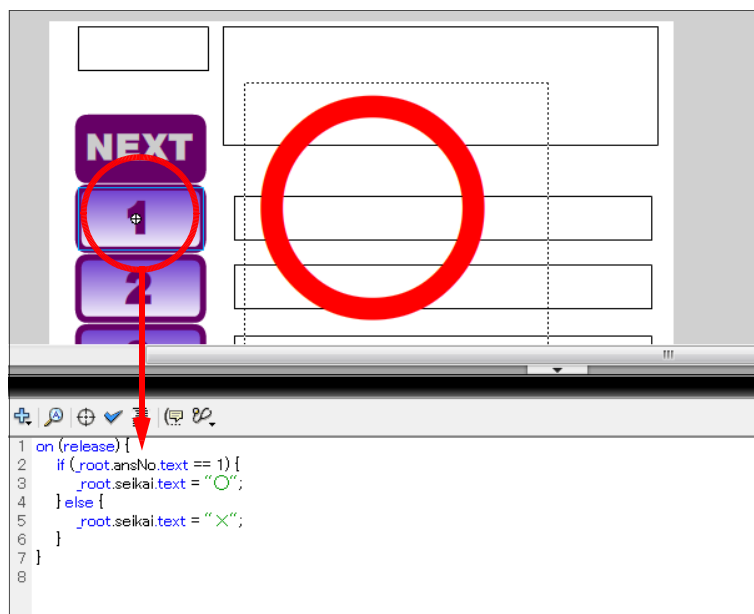 NEXT
1
2
1 on (release) {
2 if (_root.ansNo.text == 1) {
3 _root.seikai.text = "○";
4 } else {
5 _root.seikai.text = "×";
6 }
7 }
8